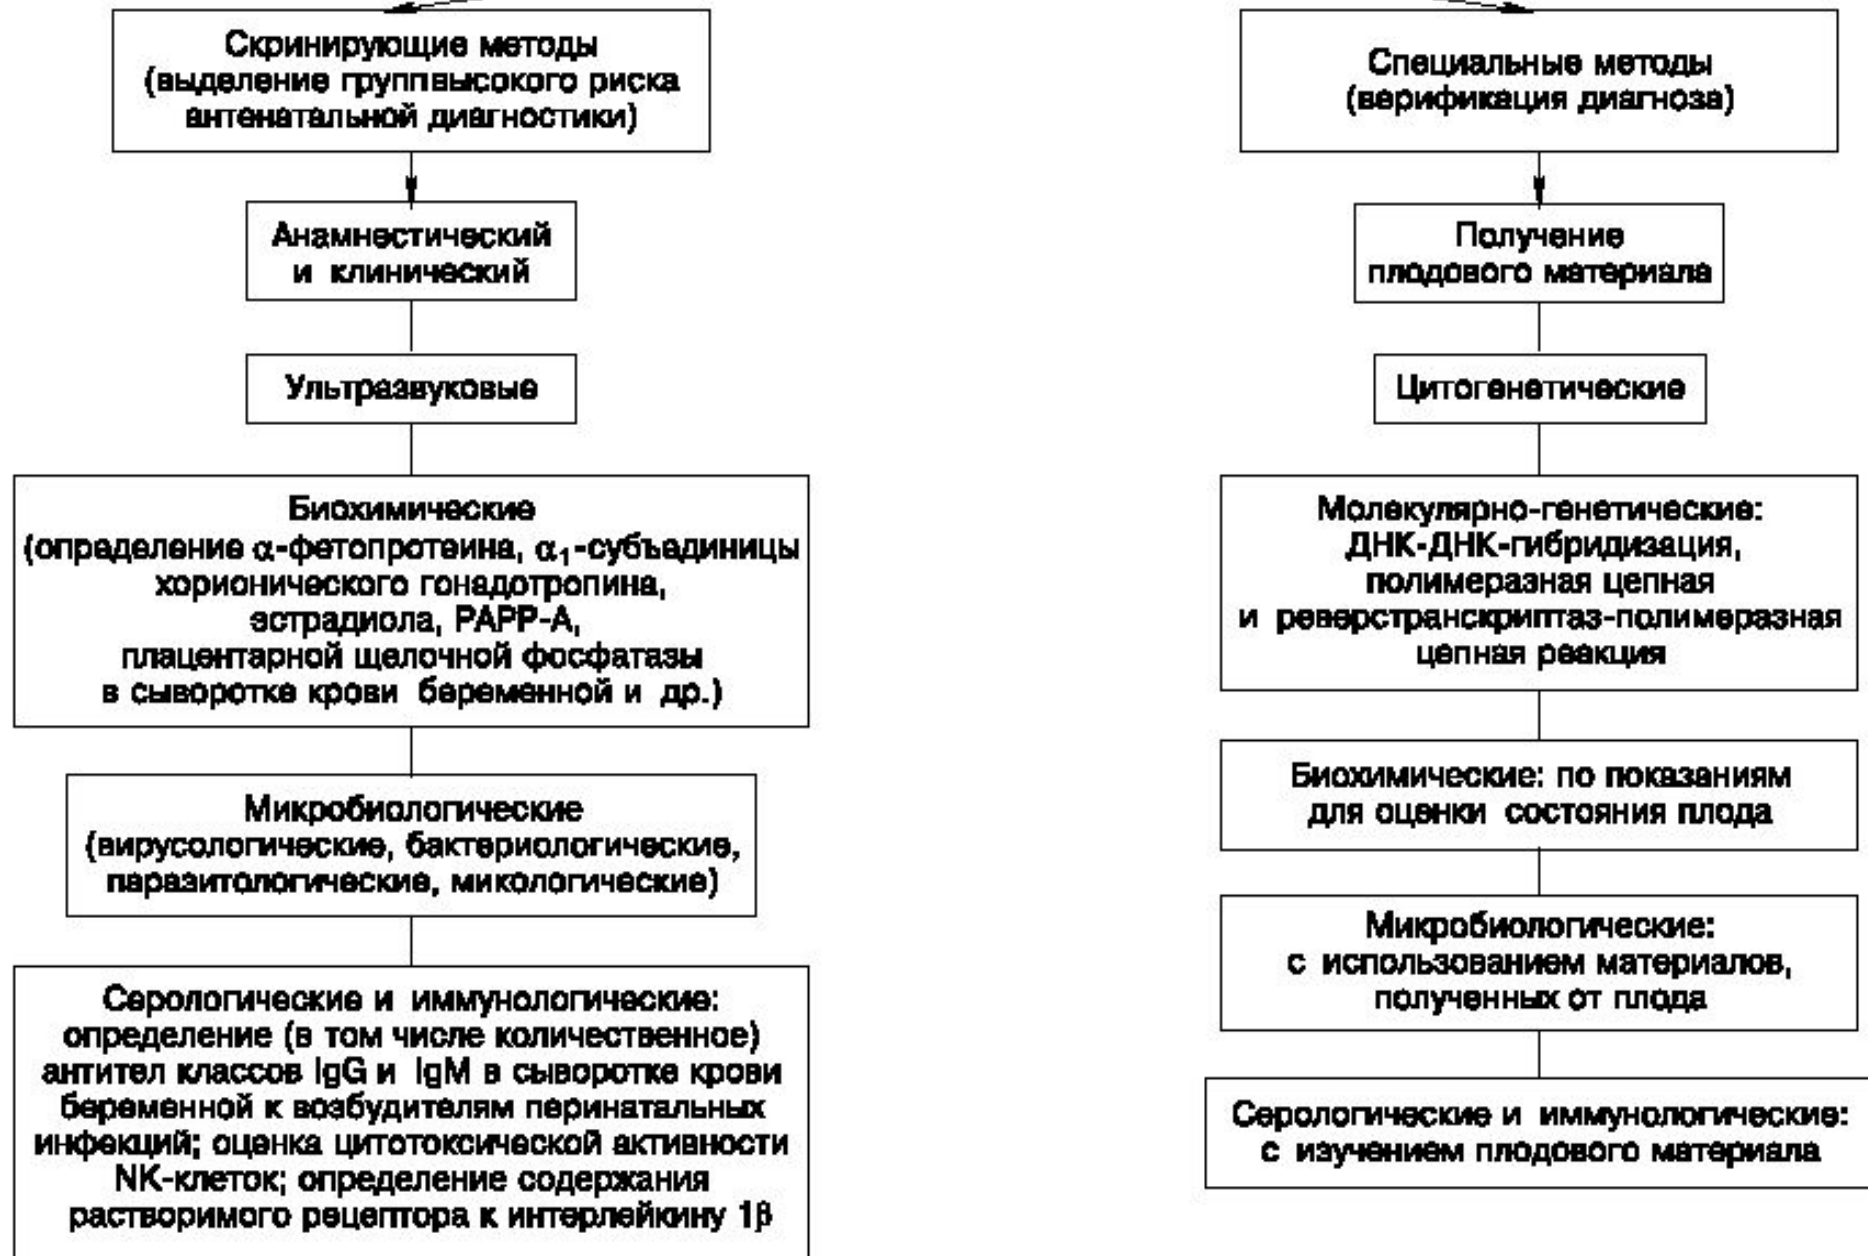 Скринирующие методы
(выделение группвысокого риска
антенатальной диагностики)
Анамнестический
и клинический
Ультразвуковые
Биохимические
(определение α-фетопротеина, α₁-субъединицы
хорионического гонадотропина,
эстрадиола, PAPP-A,
плацентарной щелочной фосфатазы
в сыворотке крови беременной и др.)
Микробиологические
(вирусологические, бактериологические,
паразитологические, микологические)
Серологические и иммунологические:
определение (в том числе количественное)
антител классов IgG и IgM в сыворотке крови
беременной к возбудителям перинатальных
инфекций; оценка цитотоксической активности
NK-клеток; определение содержания
растворимого рецептора к интерлейкину 1β
Специальные методы
(верификация диагноза)
Получение
плодового материала
Цитогенетические
Молекулярно-генетические:
ДНК-ДНК-гибридизация,
полимеразная цепная
и реверстранскриптаз-полимеразная
цепная реакция
Биохимические: по показаниям
для оценки состояния плода
Микробиологические:
с использованием материалов,
полученных от плода
Серологические и иммунологические:
с изучением плодового материала